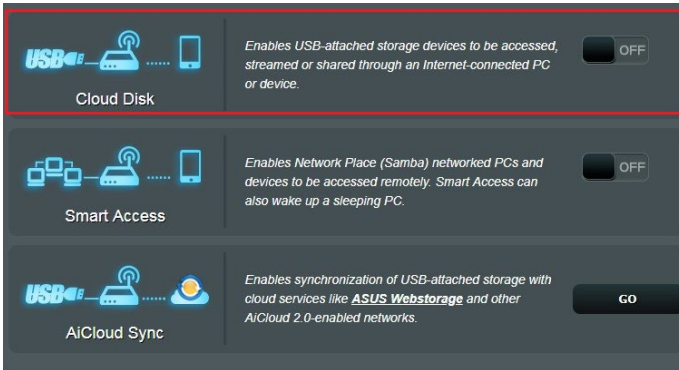 USB
Cloud Disk
Enables USB-attached storage devices to be accessed,
streamed or shared through an Internet-connected PC
or device.
OFF
Smart Access
Enables Network Place (Samba) networked PCs and
devices to be accessed remotely. Smart Access can
also wake up a sleeping PC.
OFF
USB
AiCloud Sync
Enables synchronization of USB-attached storage with
cloud services like ASUS Webstorage and other
AiCloud 2.0-enabled networks.
GO